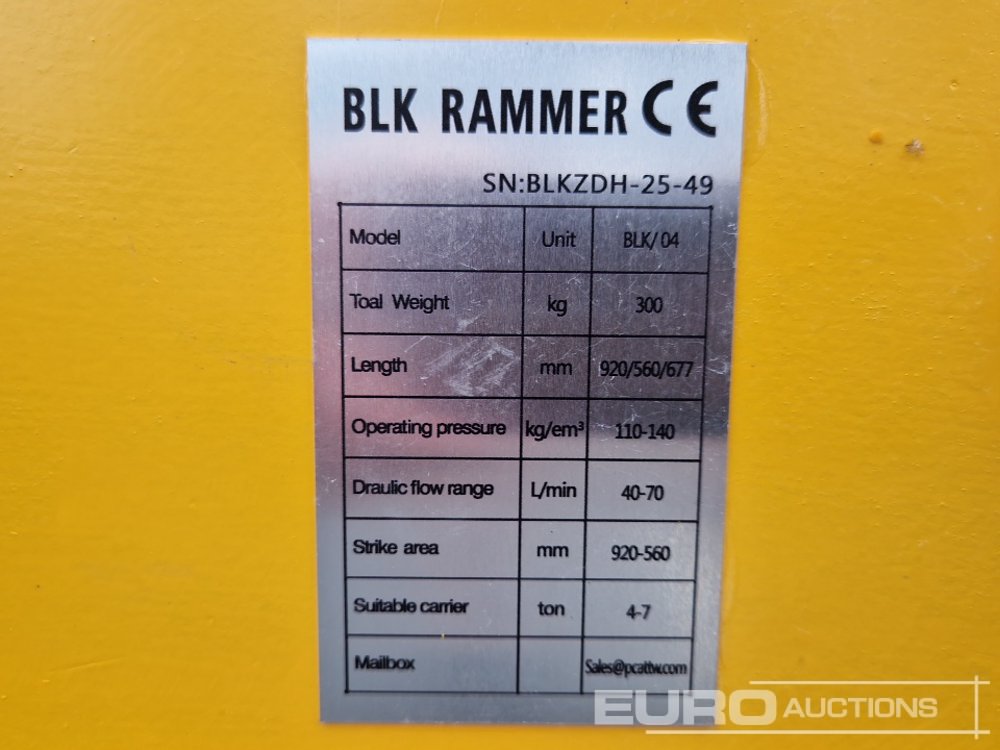 BLK RAMMER CE
SN:BLKZDH-25-49
Model Unit BLK/04
Toal Weight kg 300
Length mm 920/560/677
Operating pressure kg/em³ 110-140
Draulic flow range L/min 40-70
Strike area mm 920-560
Suitable carrier ton 4-7
Mailbox Sales@pcattw.com
EURO AUCTIONS